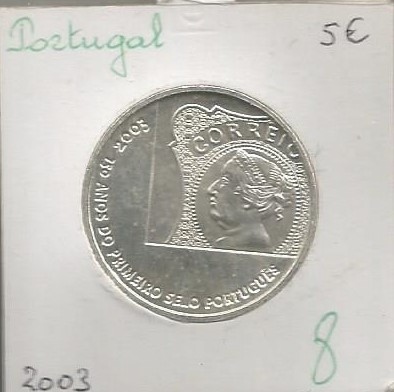 Portugal 5€
CORREIO
2003
150 ANOS DO PRIMEIRO SELO PORTUGUÊS
2003
8